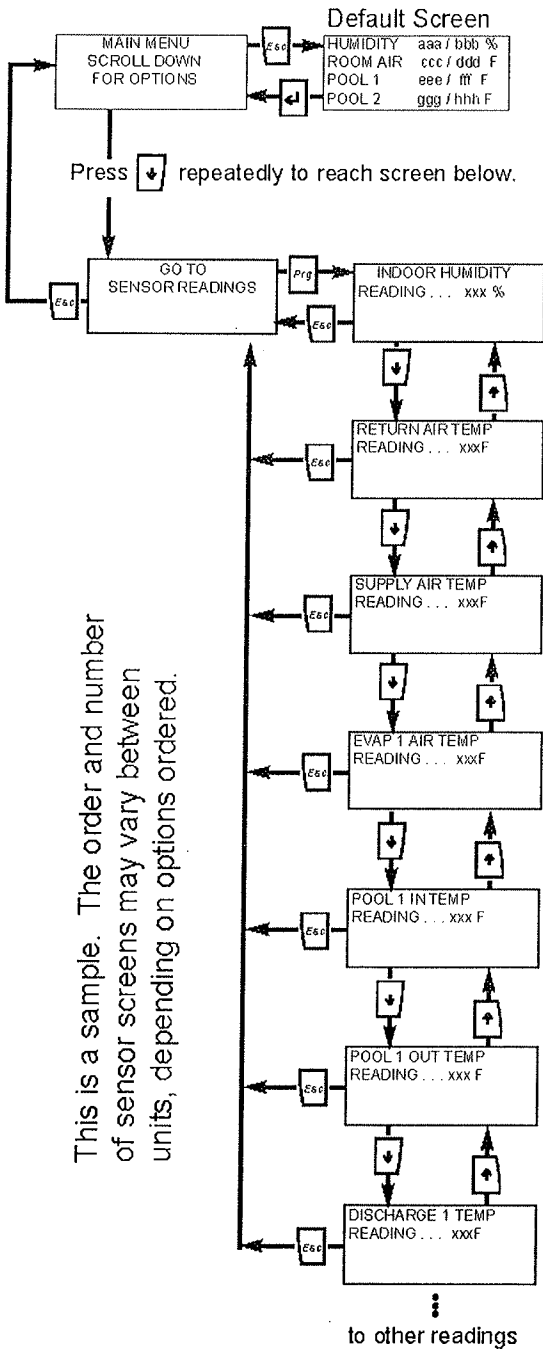 Default Screen
MAIN MENU
SCROLL DOWN
FOR OPTIONS
Esc
HUMIDITY aaa / bbb %
ROOM AIR ccc / ddd F
POOL 1 eee / fff F
POOL 2 ggg / hhh F
Press repeatedly to reach screen below.
GO TO
SENSOR READINGS
Prg
Esc
Esc
INDOOR HUMIDITY
READING . . . xxx %
RETURN AIR TEMP
READING . . . xxxF
Esc
SUPPLY AIR TEMP
READING . . . xxxF
Esc
EVAP 1 AIR TEMP
READING . . . xxxF
Esc
POOL 1 IN TEMP
READING . . . xxx F
Esc
POOL 1 OUT TEMP
READING . . . xxx F
Esc
DISCHARGE 1 TEMP
READING . . . xxxF
Esc
to other readings
This is a sample. The order and number
of sensor screens may vary between
units, depending on options ordered.